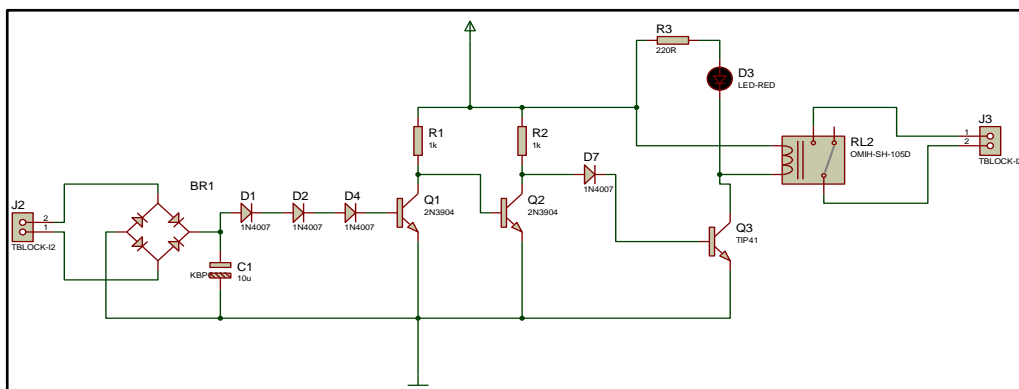 R3
220R
D3
LED-RED
J3
1
2
TBLOCK-I2
RL2
OMIH-SH-105D
R1
1k
R2
1k
D7
1N4007
BR1
D1
1N4007
D2
1N4007
D4
1N4007
Q1
2N3904
Q2
2N3904
J2
2
1
TBLOCK-I2
Q3
TIP41
C1
10u